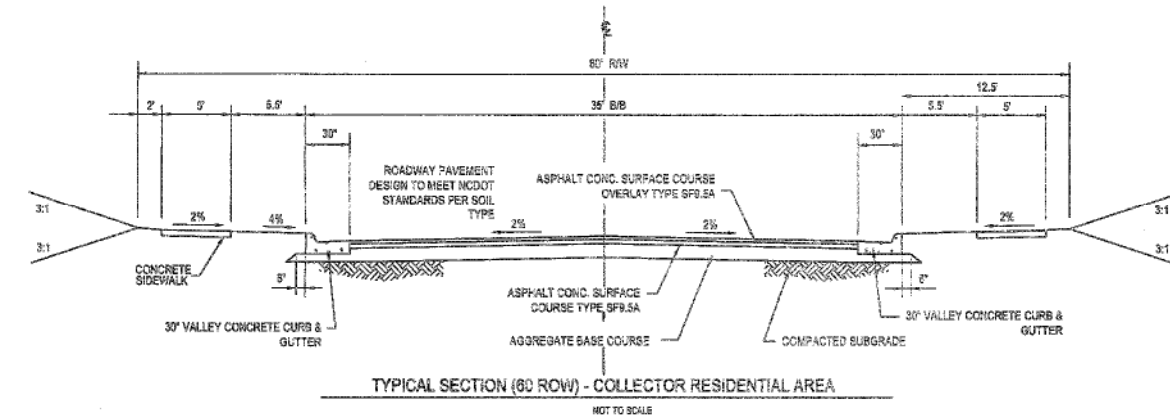 60' R/W
12.5'
2' 5' 5.5' 35' B/B 5.5' 5'
30" 30"
ROADWAY PAVEMENT
DESIGN TO MEET NCDOT
STANDARDS PER SOIL
TYPE
ASPHALT CONC. SURFACE COURSE
OVERLAY TYPE SF9.5A
3:1 3:1
2% 4% 2% 2% 2%
3:1 3:1
CONCRETE
SIDEWALK
6" 6"
ASPHALT CONC. SURFACE
COURSE TYPE SF9.5A
30" VALLEY CONCRETE CURB &
GUTTER
30" VALLEY CONCRETE CURB &
GUTTER
AGGREGATE BASE COURSE
COMPACTED SUBGRADE
TYPICAL SECTION (60 ROW) - COLLECTOR RESIDENTIAL AREA
NOT TO SCALE